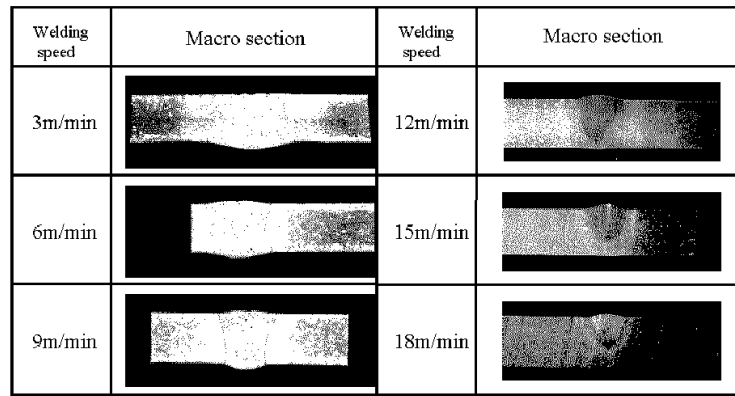 Welding
speed
Macro section
Welding
speed
Macro section
3m/min
12m/min
6m/min
15m/min
9m/min
18m/min